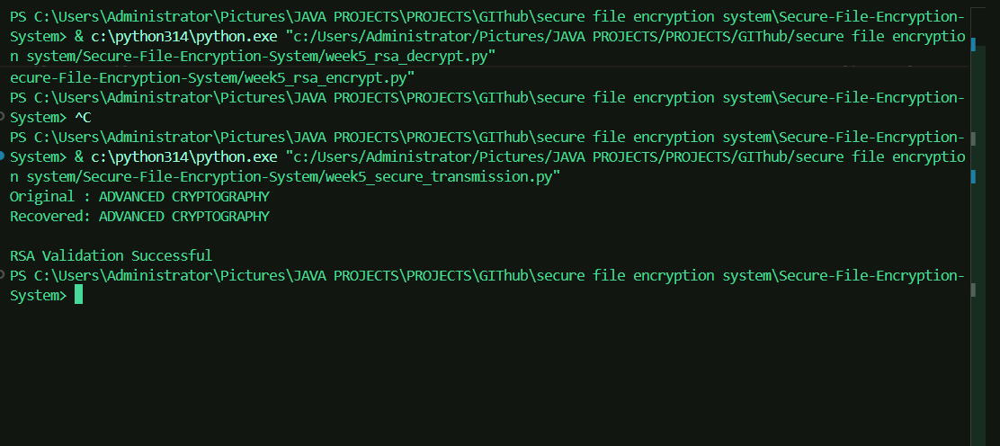 PS C:\Users\Administrator\Pictures\JAVA PROJECTS\PROJECTS\GIThub\secure file encryption system\Secure-File-Encryption-
System> & c:\python314\python.exe "c:/Users/Administrator/Pictures/JAVA PROJECTS/PROJECTS/GIThub/secure file encryptio
n system/Secure-File-Encryption-System/week5_rsa_decrypt.py"
ecure-File-Encryption-System/week5_rsa_encrypt.py"
PS C:\Users\Administrator\Pictures\JAVA PROJECTS\PROJECTS\GIThub\secure file encryption system\Secure-File-Encryption-
System> ^C
PS C:\Users\Administrator\Pictures\JAVA PROJECTS\PROJECTS\GIThub\secure file encryption system\Secure-File-Encryption-
System> & c:\python314\python.exe "c:/Users/Administrator/Pictures/JAVA PROJECTS/PROJECTS/GIThub/secure file encryptio
n system/Secure-File-Encryption-System/week5_secure_transmission.py"
Original : ADVANCED CRYPTOGRAPHY
Recovered: ADVANCED CRYPTOGRAPHY

RSA Validation Successful
PS C:\Users\Administrator\Pictures\JAVA PROJECTS\PROJECTS\GIThub\secure file encryption system\Secure-File-Encryption-
System>